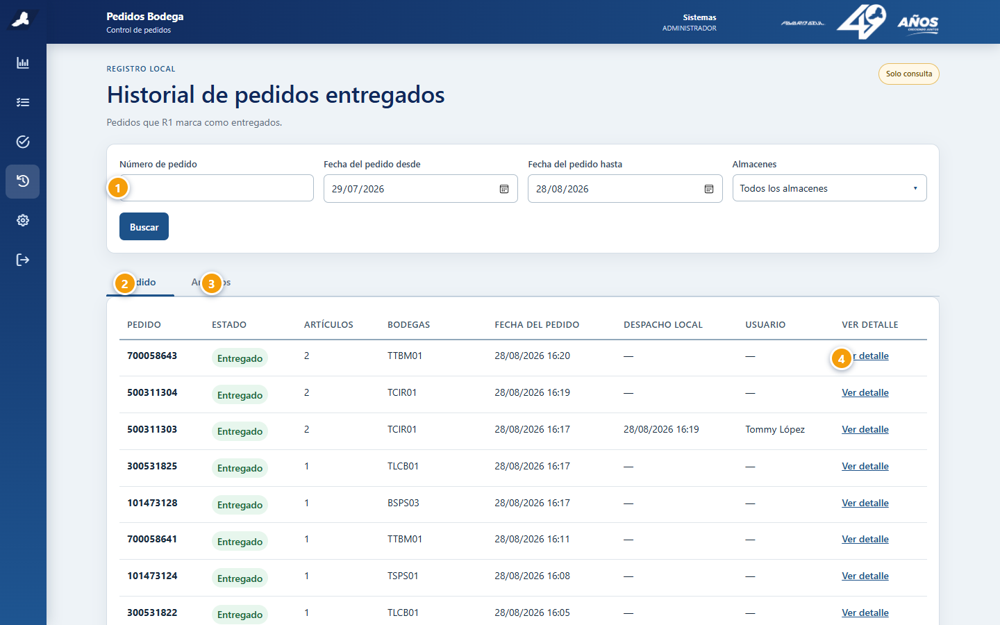 Pedidos Bodega
Control de pedidos
Sistemas
ADMINISTRADOR
49 AÑOS
REGISTRO LOCAL
Solo consulta
Historial de pedidos entregados
Pedidos que R1 marca como entregados.
Número de pedido
Fecha del pedido desde
Fecha del pedido hasta
Almacenes
1
29/07/2026
28/08/2026
Todos los almacenes
Buscar
2
3
PEDIDO ESTADO ARTÍCULOS BODEGAS FECHA DEL PEDIDO DESPACHO LOCAL USUARIO VER DETALLE
700058643 Entregado 2 TTBM01 28/08/2026 16:20 — — 4 r detalle
500311304 Entregado 2 TCIR01 28/08/2026 16:19 — — Ver detalle
500311303 Entregado 2 TCIR01 28/08/2026 16:17 28/08/2026 16:19 Tommy López Ver detalle
300531825 Entregado 1 TLCB01 28/08/2026 16:17 — — Ver detalle
101473128 Entregado 1 BSPS03 28/08/2026 16:17 — — Ver detalle
700058641 Entregado 1 TTBM01 28/08/2026 16:11 — — Ver detalle
101473124 Entregado 1 TSPS01 28/08/2026 16:08 — — Ver detalle
300531822 Entregado 1 TLCB01 28/08/2026 16:05 — — Ver detalle